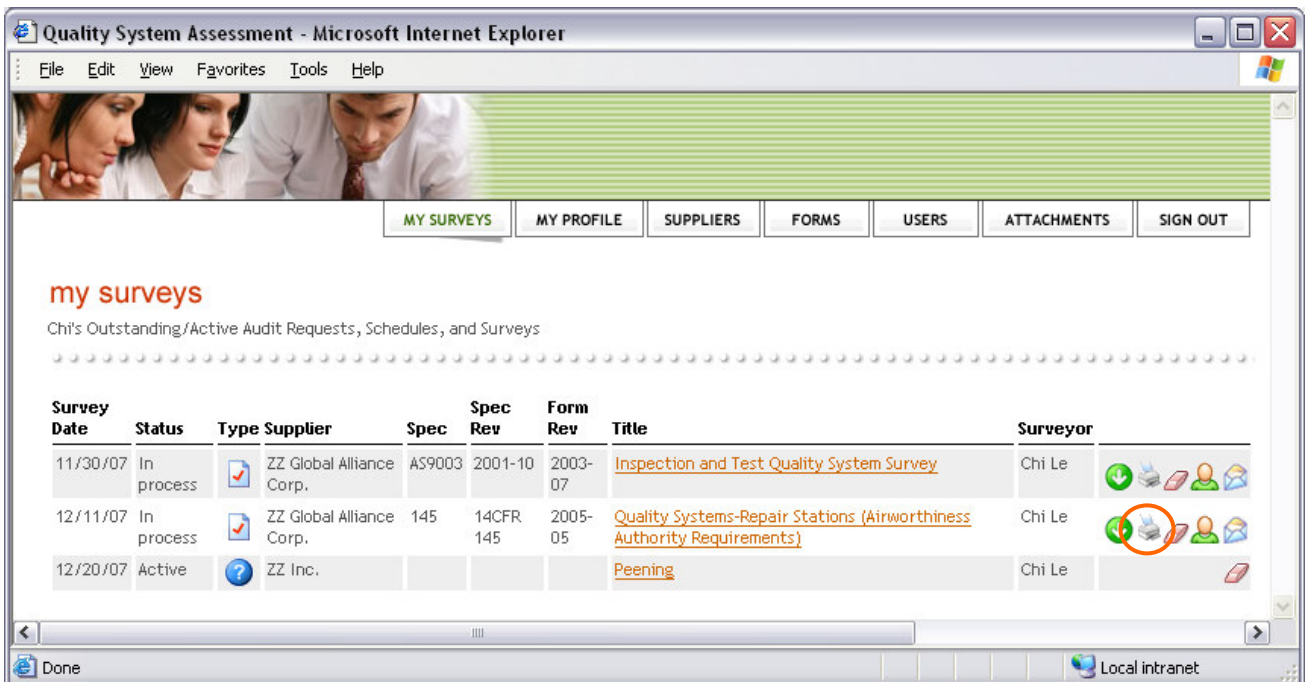 Quality System Assessment - Microsoft Internet Explorer
File Edit View Favorites Tools Help
MY SURVEYS MY PROFILE SUPPLIERS FORMS USERS ATTACHMENTS SIGN OUT
my surveys
Chi's Outstanding/Active Audit Requests, Schedules, and Surveys
Survey Spec Form
Date Status Type Supplier Spec Rev Rev Title Surveyor
11/30/07 In ZZ Global Alliance AS9003 2001-10 2003- Inspection and Test Quality System Survey Chi Le
process Corp. 07
12/11/07 In ZZ Global Alliance 145 14CFR 2005- Quality Systems-Repair Stations (Airworthiness Chi Le
process Corp. 145 05 Authority Requirements)
12/20/07 Active ZZ Inc. Peening Chi Le
Done Local intranet